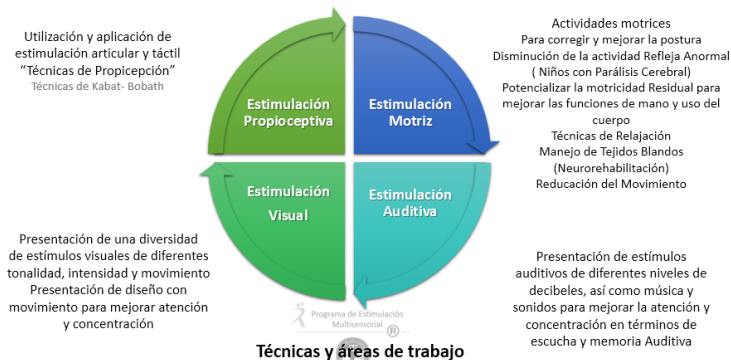 Utilización y aplicación de
estimulación articular y táctil
“Técnicas de Propicepción”
Técnicas de Kabat- Bobath
Estimulación
Propioceptiva
Estimulación
Motriz
Actividades motrices
Para corregir y mejorar la postura
Disminución de la actividad Refleja Anormal
( Niños con Parálisis Cerebral)
Potencializar la motricidad Residual para
mejorar las funciones de mano y uso del
cuerpo
Técnicas de Relajación
Manejo de Tejidos Blandos
(Neurorehabilitación)
Reducación del Movimiento
Estimulación
Visual
Estimulación
Auditiva
Presentación de una diversidad
de estímulos visuales de diferentes
tonalidad, intensidad y movimiento
Presentación de diseño con
movimiento para mejorar atención
y concentración
Presentación de estímulos
auditivos de diferentes niveles de
decibeles, así como música y
sonidos para mejorar la atención y
concentración en términos de
escucha y memoria Auditiva
Programa de Estimulación
Multisensorial
®
Técnicas y áreas de trabajo